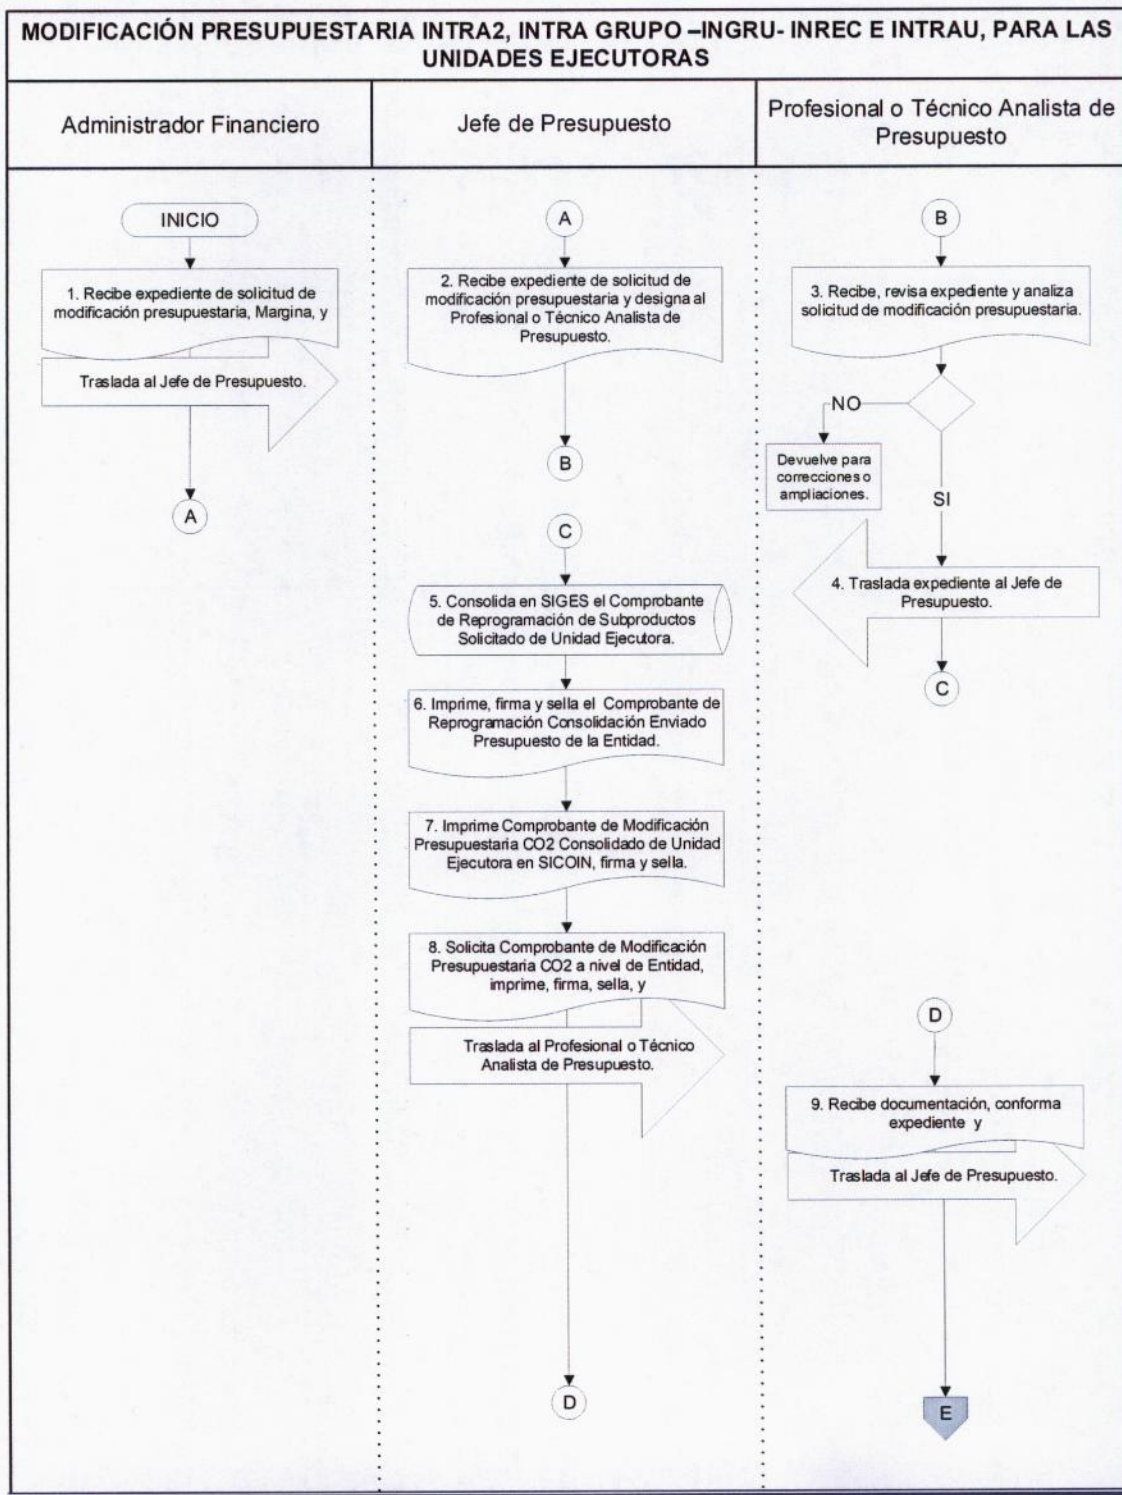 MODIFICACIÓN PRESUPUESTARIA INTRA2, INTRA GRUPO –INGRU- INREC E INTRAU, PARA LAS
UNIDADES EJECUTORAS
Administrador Financiero
Jefe de Presupuesto
Profesional o Técnico Analista de
Presupuesto
INICIO
1. Recibe expediente de solicitud de
modificación presupuestaria, Margina, y
Traslada al Jefe de Presupuesto.
A
A
2. Recibe expediente de solicitud de
modificación presupuestaria y designa al
Profesional o Técnico Analista de
Presupuesto.
B
C
5. Consolida en SIGES el Comprobante
de Reprogramación de Subproductos
Solicitado de Unidad Ejecutora.
6. Imprime, firma y sella el Comprobante de
Reprogramación Consolidación Enviado
Presupuesto de la Entidad.
7. Imprime Comprobante de Modificación
Presupuestaria CO2 Consolidado de Unidad
Ejecutora en SICOIN, firma y sella.
8. Solicita Comprobante de Modificación
Presupuestaria CO2 a nivel de Entidad,
imprime, firma, sella, y
Traslada al Profesional o Técnico
Analista de Presupuesto.
D
B
3. Recibe, revisa expediente y analiza
solicitud de modificación presupuestaria.
NO
Devuelve para
correcciones o
ampliaciones.
SI
4. Traslada expediente al Jefe de
Presupuesto.
C
D
9. Recibe documentación, conforma
expediente y
Traslada al Jefe de Presupuesto.
E